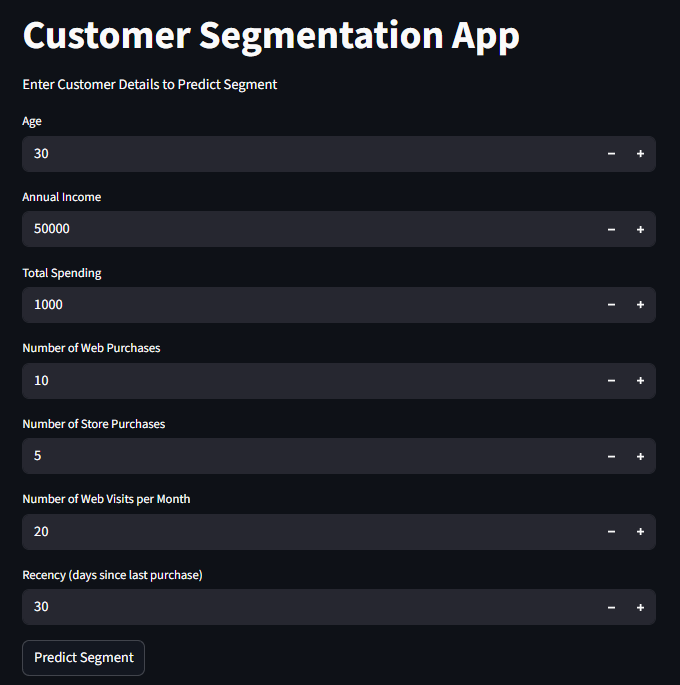 Customer Segmentation App
Enter Customer Details to Predict Segment
Age
30
Annual Income
50000
Total Spending
1000
Number of Web Purchases
10
Number of Store Purchases
5
Number of Web Visits per Month
20
Recency (days since last purchase)
30
Predict Segment